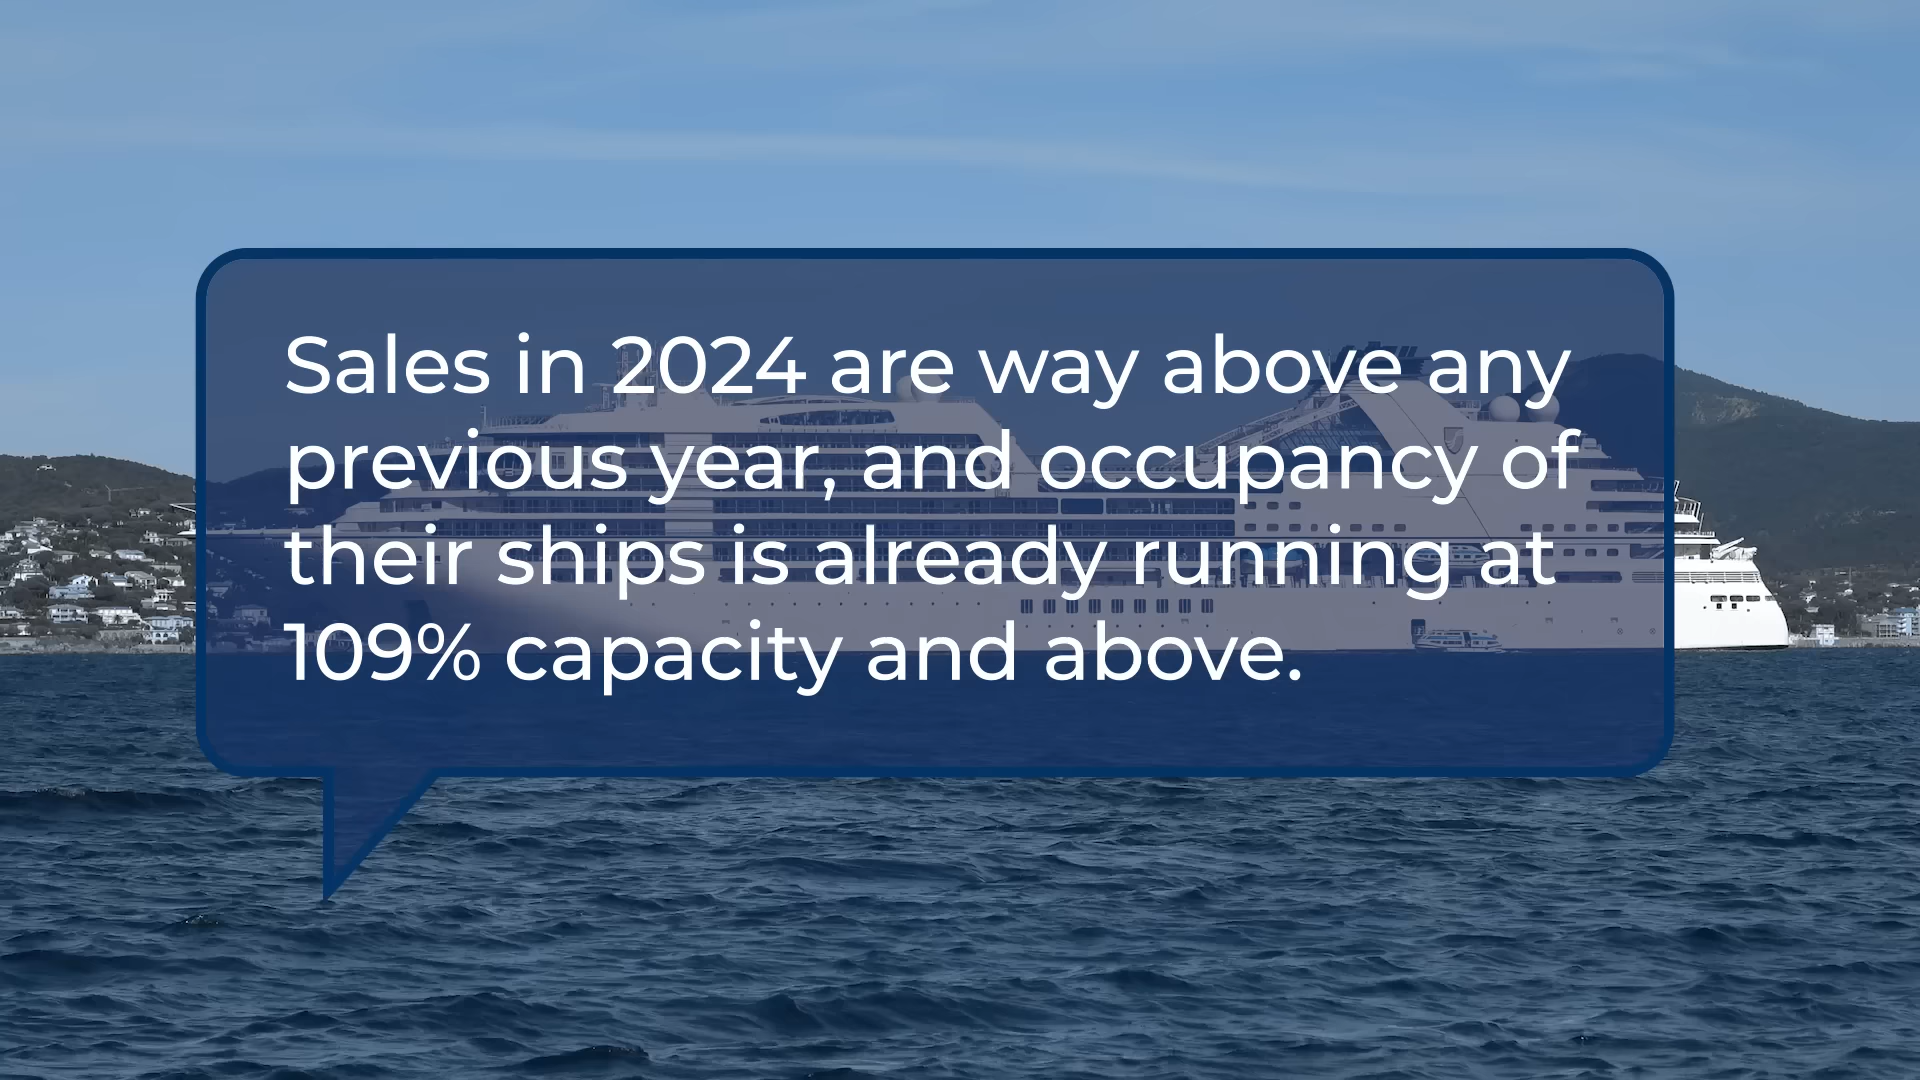 Sales in 2024 are way above any
previous year, and occupancy of
their ships is already running at
109% capacity and above.